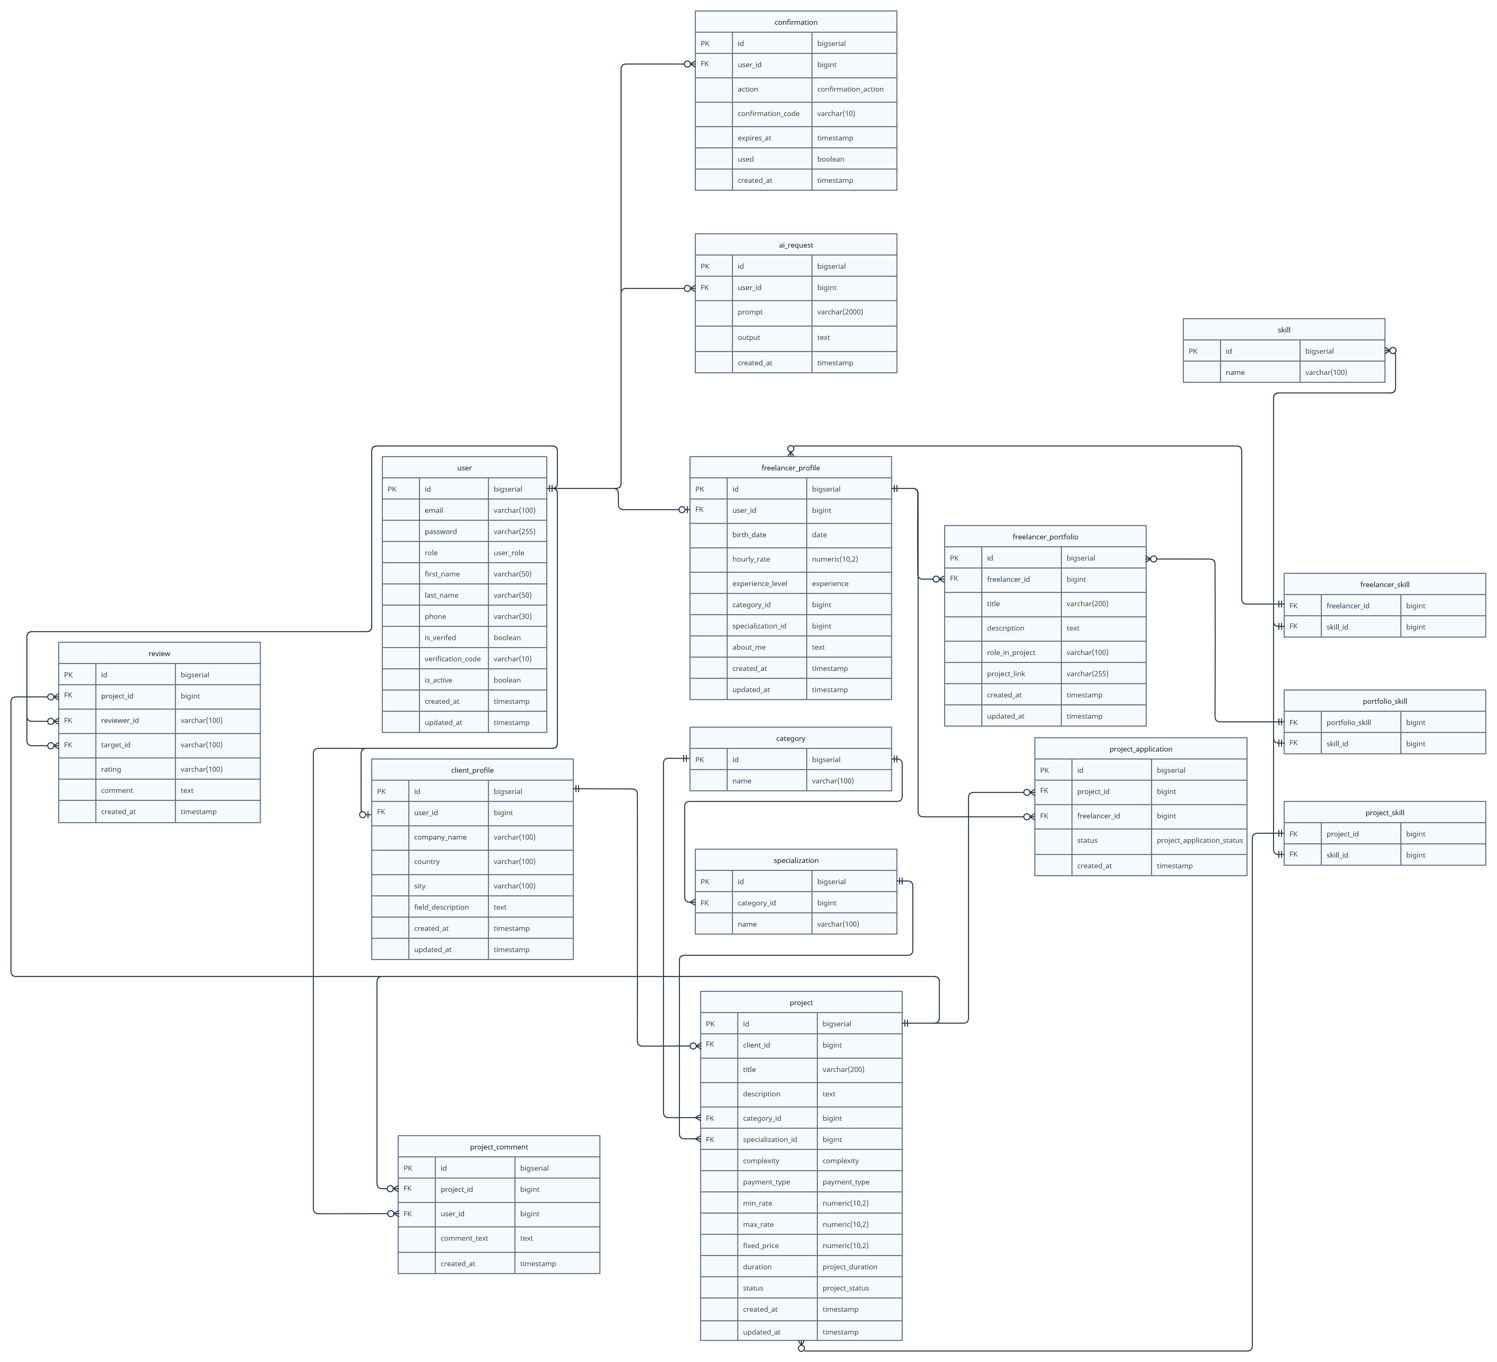 confirmation
PK id bigserial
FK user_id bigint
action confirmation_action
confirmation_code varchar(10)
expires_at timestamp
used boolean
created_at timestamp
ai_request
PK id bigserial
FK user_id bigint
prompt varchar(2000)
output text
created_at timestamp
skill
PK id bigserial
name varchar(100)
user
PK id bigserial
email varchar(100)
password varchar(255)
role user_role
first_name varchar(50)
last_name varchar(50)
phone varchar(30)
is_verifed boolean
verification_code varchar(10)
is_active boolean
created_at timestamp
updated_at timestamp
freelancer_profile
PK id bigserial
FK user_id bigint
birth_date date
hourly_rate numeric(10,2)
experience_level experience
category_id bigint
specialization_id bigint
about_me text
created_at timestamp
updated_at timestamp
freelancer_portfolio
PK id bigserial
FK freelancer_id bigint
title varchar(200)
description text
role_in_project varchar(100)
project_link varchar(255)
created_at timestamp
updated_at timestamp
freelancer_skill
FK freelancer_id bigint
FK skill_id bigint
review
PK id bigserial
FK project_id bigint
FK reviewer_id varchar(100)
FK target_id varchar(100)
rating varchar(100)
comment text
created_at timestamp
portfolio_skill
FK portfolio_skill bigint
FK skill_id bigint
category
PK id bigserial
name varchar(100)
project_application
PK id bigserial
FK project_id bigint
FK freelancer_id bigint
status project_application_status
created_at timestamp
client_profile
PK id bigserial
FK user_id bigint
company_name varchar(100)
country varchar(100)
sity varchar(100)
field_description text
created_at timestamp
updated_at timestamp
project_skill
FK project_id bigint
FK skill_id bigint
specialization
PK id bigserial
FK category_id bigint
name varchar(100)
project
PK id bigserial
FK client_id bigint
title varchar(200)
description text
FK category_id bigint
FK specialization_id bigint
complexity complexity
payment_type payment_type
min_rate numeric(10,2)
max_rate numeric(10,2)
fixed_price numeric(10,2)
duration project_duration
status project_status
created_at timestamp
updated_at timestamp
project_comment
PK id bigserial
FK project_id bigint
FK user_id bigint
comment_text text
created_at timestamp